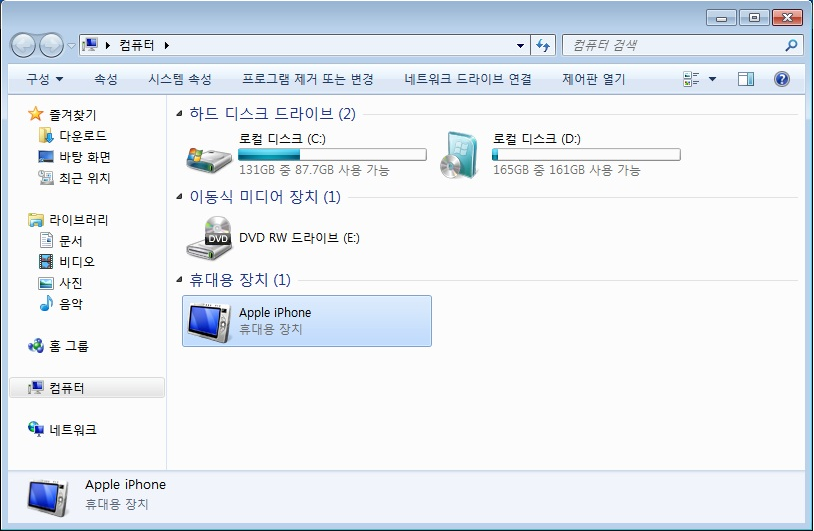 컴퓨터
컴퓨터 검색
구성 속성 시스템 속성 프로그램 제거 또는 변경 네트워크 드라이브 연결 제어판 열기
즐겨찾기
다운로드
바탕 화면
최근 위치
라이브러리
문서
비디오
사진
음악
홈 그룹
컴퓨터
네트워크
하드 디스크 드라이브 (2)
로컬 디스크 (C:)
131GB 중 87.7GB 사용 가능
로컬 디스크 (D:)
165GB 중 161GB 사용 가능
이동식 미디어 장치 (1)
DVD
DVD RW 드라이브 (E:)
휴대용 장치 (1)
Apple iPhone
휴대용 장치
Apple iPhone
휴대용 장치